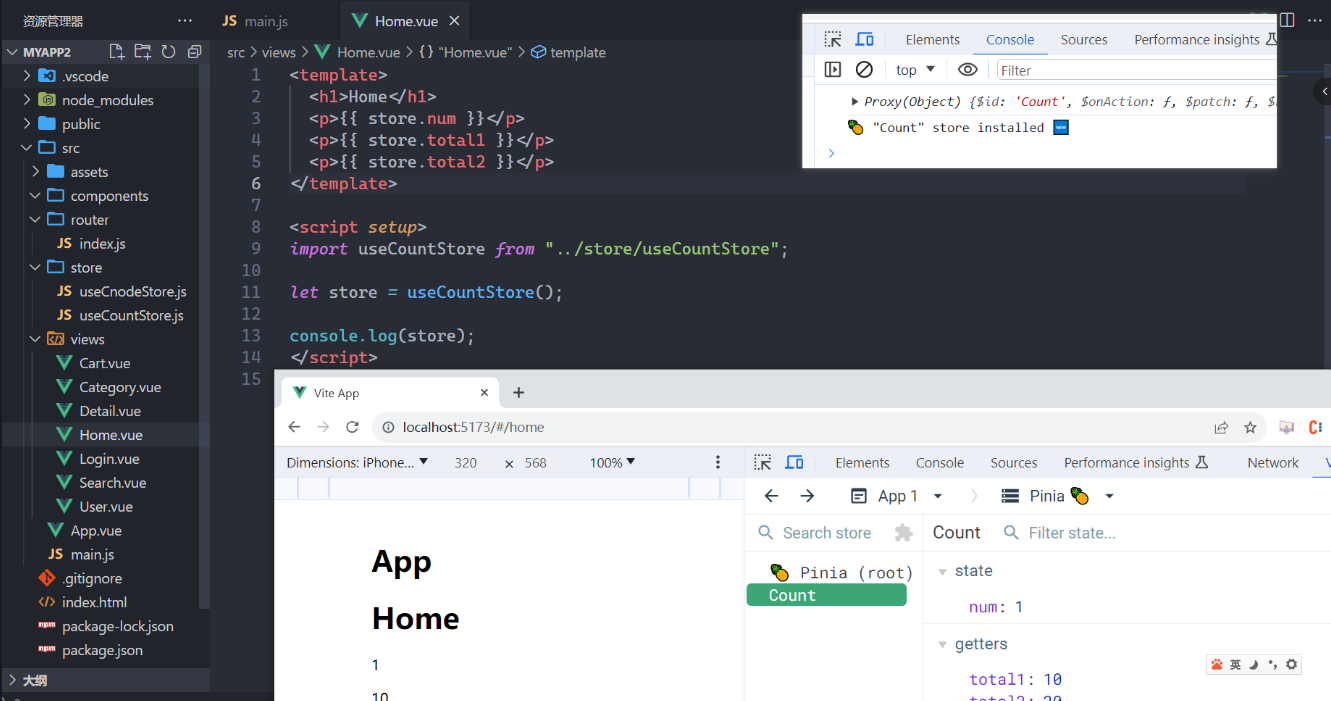 资源管理器
MYAPP2
.vscode
node_modules
public
src
assets
components
router
index.js
store
useCnodeStore.js
useCountStore.js
views
Cart.vue
Category.vue
Detail.vue
Home.vue
Login.vue
Search.vue
User.vue
App.vue
main.js
.gitignore
index.html
package-lock.json
package.json
大纲
JS main.js
Home.vue
src > views > Home.vue > {} "Home.vue" > template
1 <template>
2 <h1>Home</h1>
3 <p>{{ store.num }}</p>
4 <p>{{ store.total1 }}</p>
5 <p>{{ store.total2 }}</p>
6 </template>
7
8 <script setup>
9 import useCountStore from "../store/useCountStore";
10
11 let store = useCountStore();
12
13 console.log(store);
14 </script>
15
Elements Console Sources Performance insights
top Filter
Proxy(Object) {$id: 'Count', $onAction: ƒ, $patch: ƒ,
"Count" store installed
Vite App
localhost:5173/#/home
Dimensions: iPhone... 320 × 568 100%
App
Home
1
10
Elements Console Sources Performance insights Network
App 1 Pinia
Search store
Pinia (root)
Count
Count Filter state...
state
num: 1
getters
total1: 10
total2: 20
英